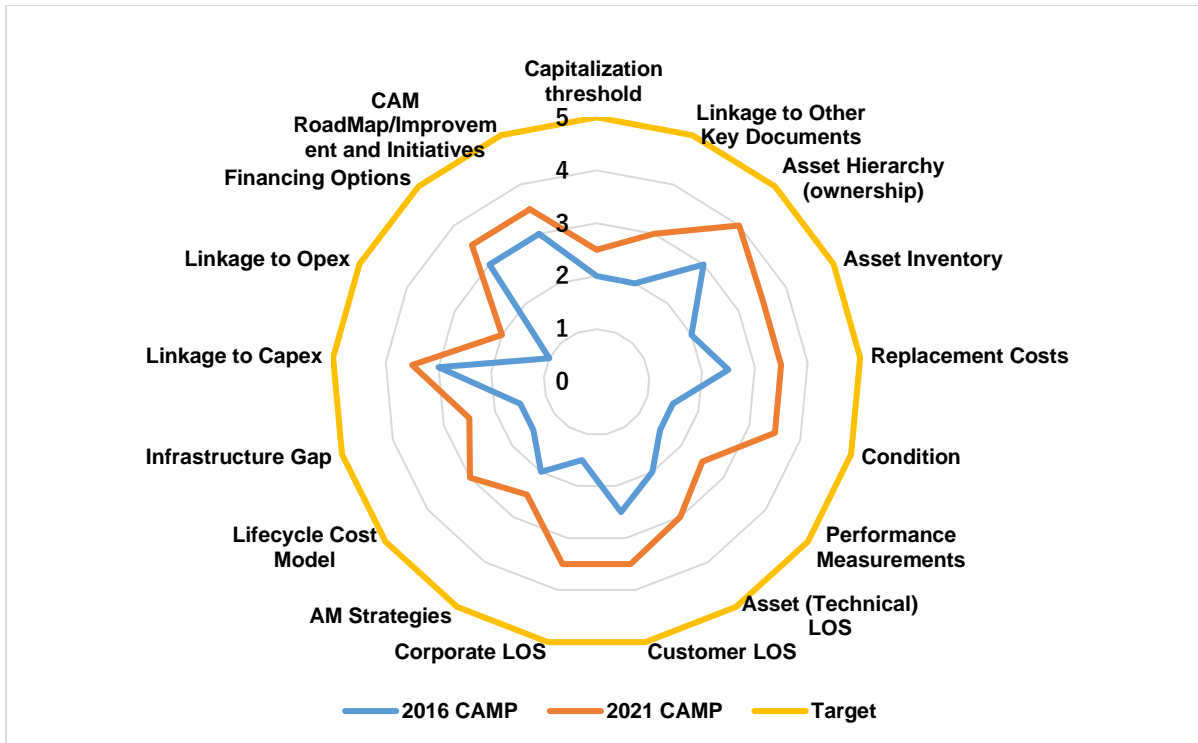 Capitalization
threshold
Linkage to Other
Key Documents
Asset Hierarchy
(ownership)
Asset Inventory
Replacement Costs
Condition
Performance
Measurements
Asset (Technical)
LOS
Customer LOS
Corporate LOS
AM Strategies
Lifecycle Cost
Model
Infrastructure Gap
Linkage to Capex
Linkage to Opex
Financing Options
CAM
RoadMap/Improvem
ent and Initiatives
5
4
3
2
1
0
2016 CAMP
2021 CAMP
Target